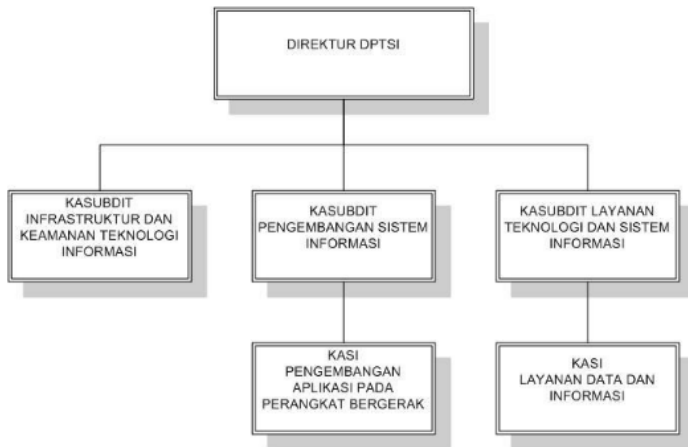 DIREKTUR DPTSI
KASUBDIT
INFRASTRUKTUR DAN
KEAMANAN TEKNOLOGI
INFORMASI
KASUBDIT
PENGEMBANGAN SISTEM
INFORMASI
KASUBDIT LAYANAN
TEKNOLOGI DAN SISTEM
INFORMASI
KASI
PENGEMBANGAN
APLIKASI PADA
PERANGKAT BERGERAK
KASI
LAYANAN DATA DAN
INFORMASI